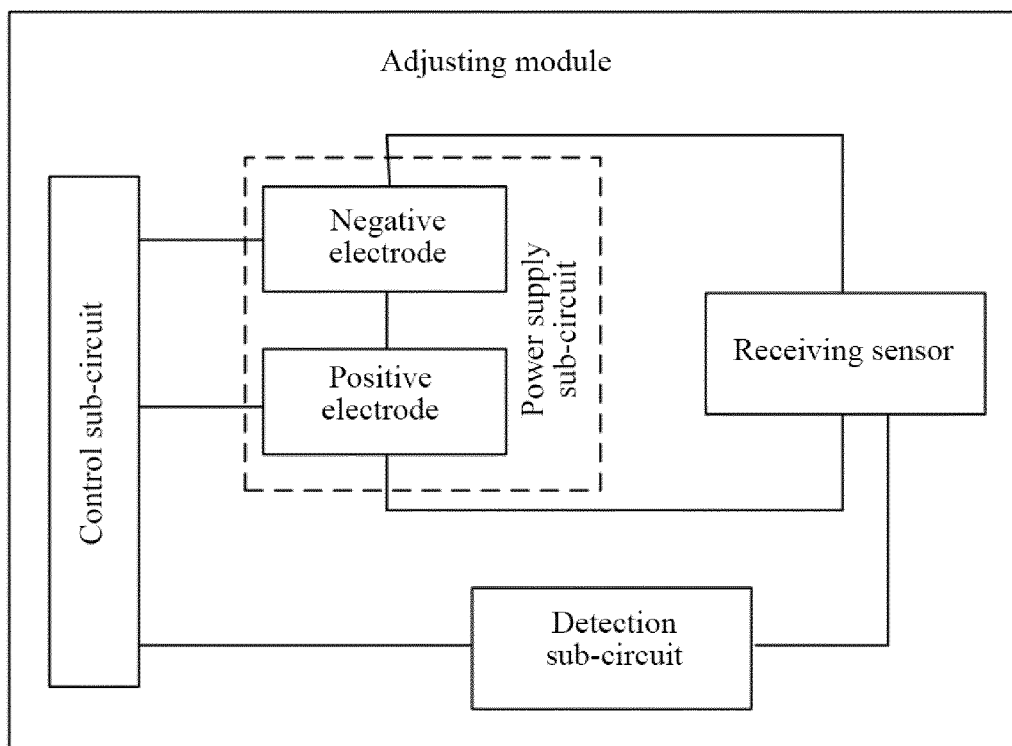 Adjusting module
Negative
electrode
Positive
electrode
Power supply
sub-circuit
Receiving sensor
Control sub-circuit
Detection
sub-circuit